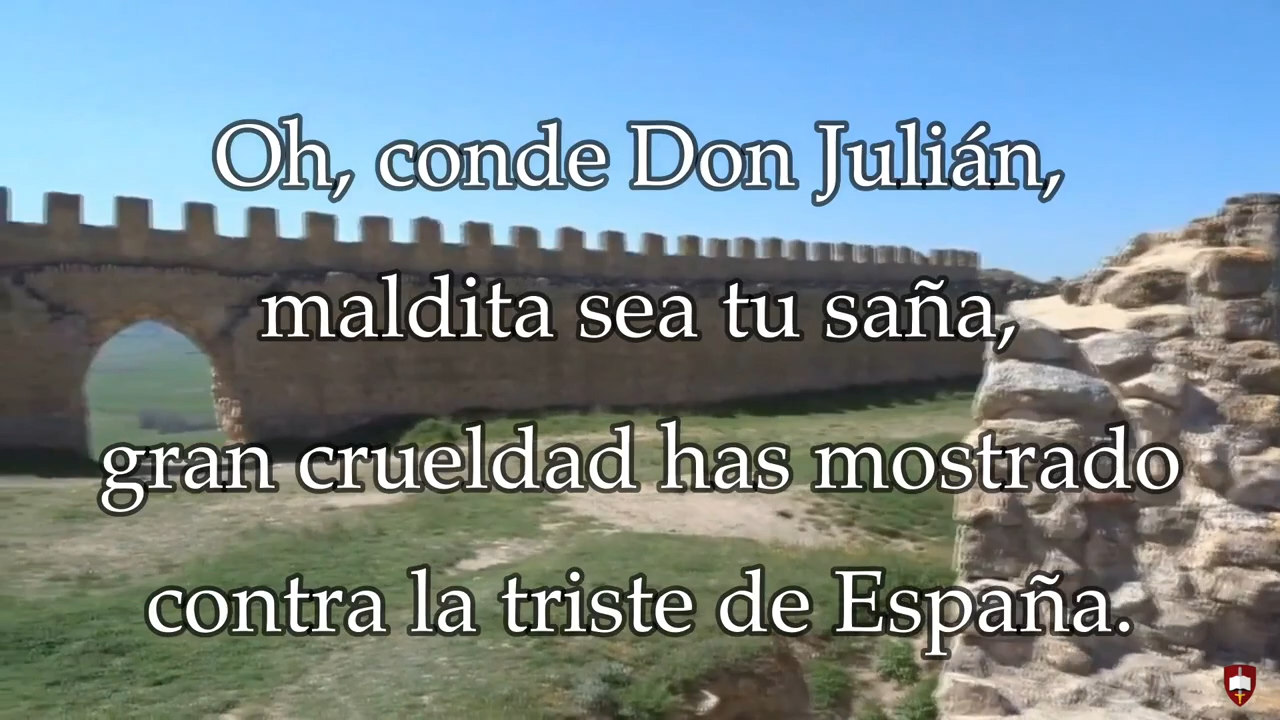 Oh, conde Don Julián,
maldita sea tu saña,
gran crueldad has mostrado
contra la triste de España.